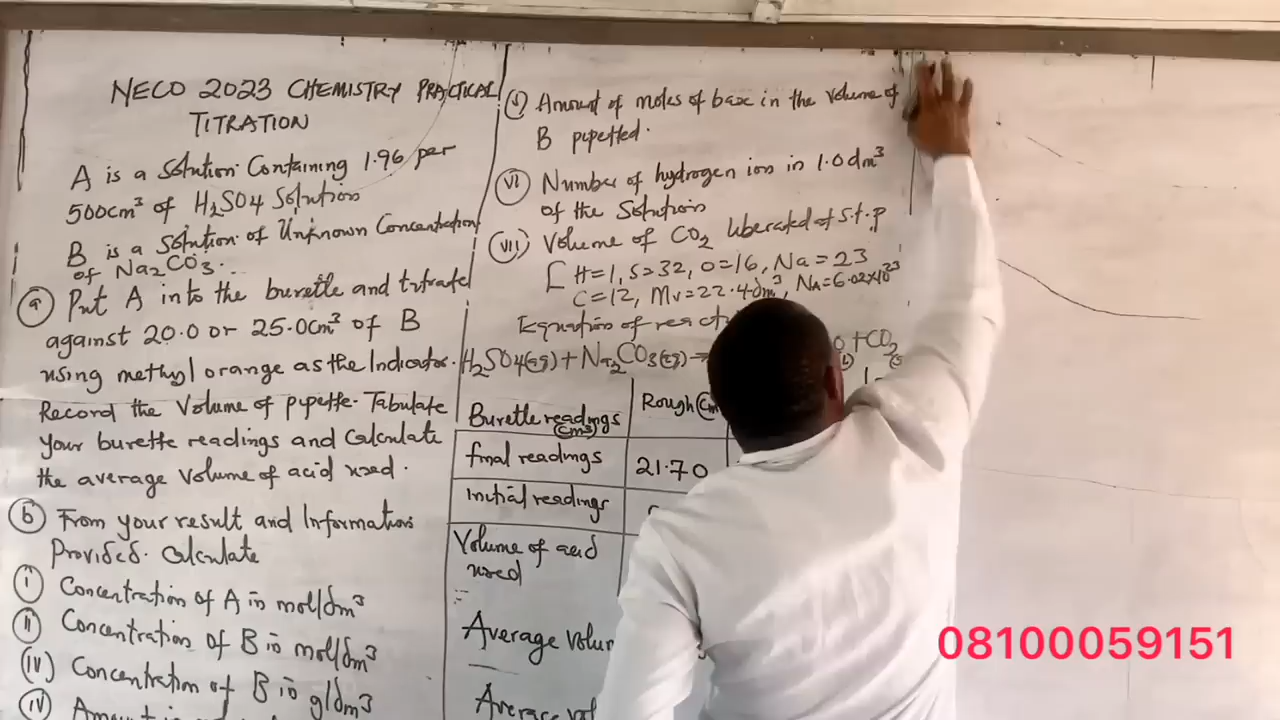 NECO 2023 CHEMISTRY PRACTICAL
TITRATION
A is a Solution Containing 1.96 per
500cm³ of H₂SO4 Solution
B is a Solution of Unknown Concentration
of Na₂CO₃.
(a) Put A into the burette and titrate
against 20.0 or 25.0cm³ of B
using methyl orange as the Indicator.
Record the Volume of pipette. Tabulate
your burette readings and Calculate
the average Volume of acid used.
(b) From your result and Informations
Provided. Calculate
(i) Concentration of A in mol/dm³
(ii) Concentration of B in mol/dm³
(iv) Concentration of B in g/dm³
(iv) Amount in
(v) Amount of moles of base in the volume of
B pipetted.
(vi) Number of hydrogen ion in 1.0dm³
of the Solution
(vii) Volume of CO₂ liberated at s.t.p
[H=1, S=32, O=16, Na=23
C=12, Mv=22.4dm³, NA=6.02×10²³
Equation of
H₂SO4(aq) + Na₂CO₃(aq) → +CO₂
Burette readings (cm3) Rough
final readings 21.70
Initial readings
Volume of acid
used
Average
Average
08100059151